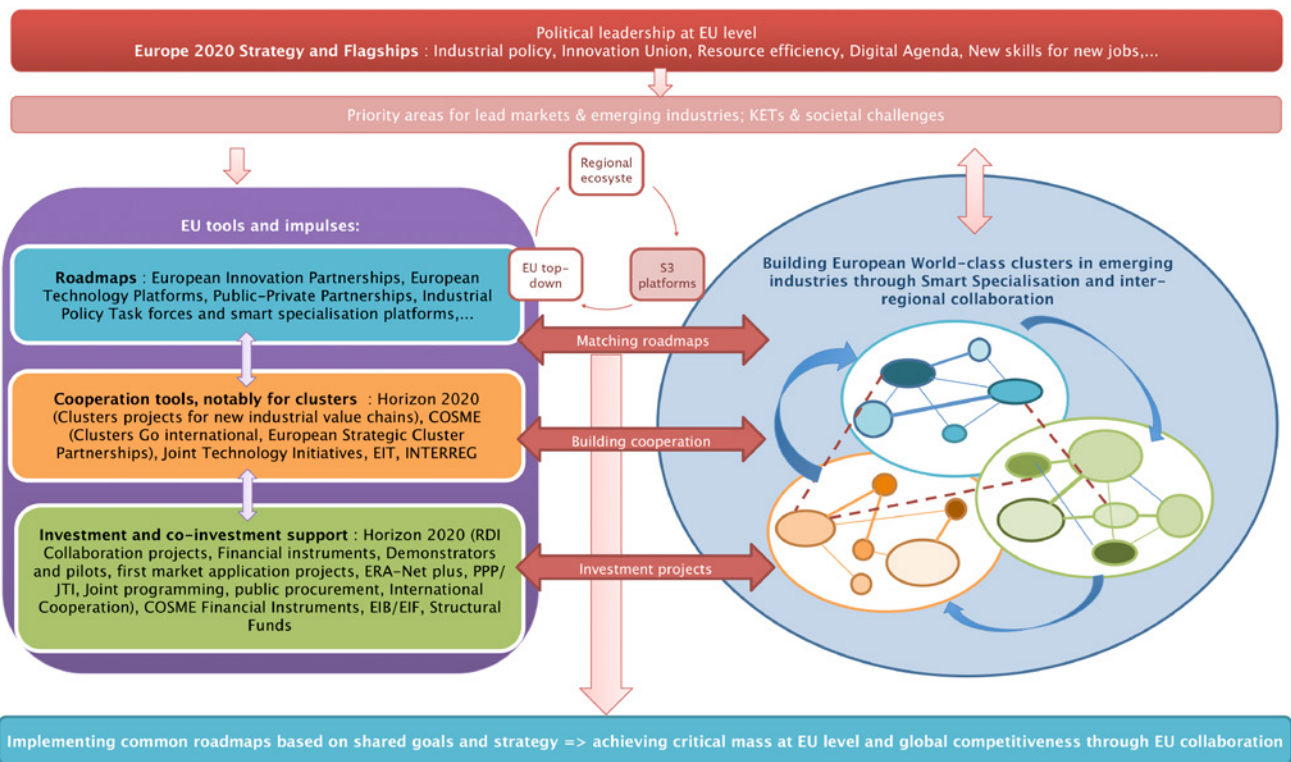 Political leadership at EU level
Europe 2020 Strategy and Flagships : Industrial policy, Innovation Union, Resource efficiency, Digital Agenda, New skills for new jobs,...
Priority areas for lead markets & emerging industries; KETs & societal challenges
Regional
ecosyste
EU top-
down
S3
platforms
EU tools and impulses:
Roadmaps : European Innovation Partnerships, European
Technology Platforms, Public-Private Partnerships, Industrial
Policy Task forces and smart specialisation platforms,...
Cooperation tools, notably for clusters : Horizon 2020
(Clusters projects for new industrial value chains), COSME
(Clusters Go international, European Strategic Cluster
Partnerships), Joint Technology Initiatives, EIT, INTERREG
Investment and co-investment support : Horizon 2020 (RDI
Collaboration projects, Financial instruments, Demonstrators
and pilots, first market application projects, ERA-Net plus, PPP/
JTI, Joint programming, public procurement, International
Cooperation), COSME Financial Instruments, EIB/EIF, Structural
Funds
Matching roadmaps
Building cooperation
Investment projects
Building European World-class clusters in emerging
industries through Smart Specialisation and inter-
regional collaboration
Implementing common roadmaps based on shared goals and strategy => achieving critical mass at EU level and global competitiveness through EU collaboration